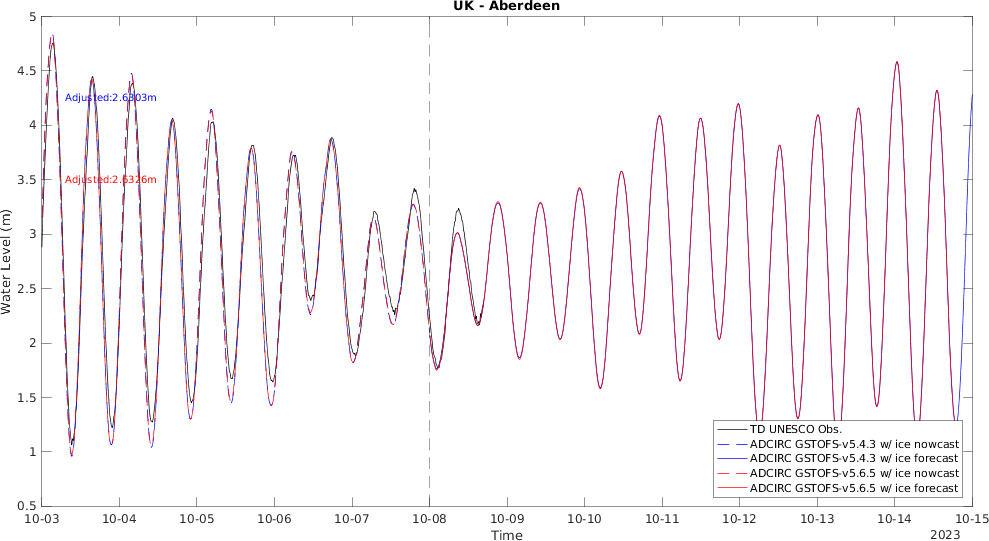 UK - Aberdeen
5
4.5
4
3.5
3
2.5
2
1.5
1
0.5
Water Level (m)
Adjusted:2.6303m
Adjusted:2.6326m
TD UNESCO Obs.
ADCIRC GSTOFS-v5.4.3 w/ ice nowcast
ADCIRC GSTOFS-v5.4.3 w/ ice forecast
ADCIRC GSTOFS-v5.6.5 w/ ice nowcast
ADCIRC GSTOFS-v5.6.5 w/ ice forecast
10-03 10-04 10-05 10-06 10-07 10-08 10-09 10-10 10-11 10-12 10-13 10-14 10-15
Time
2023